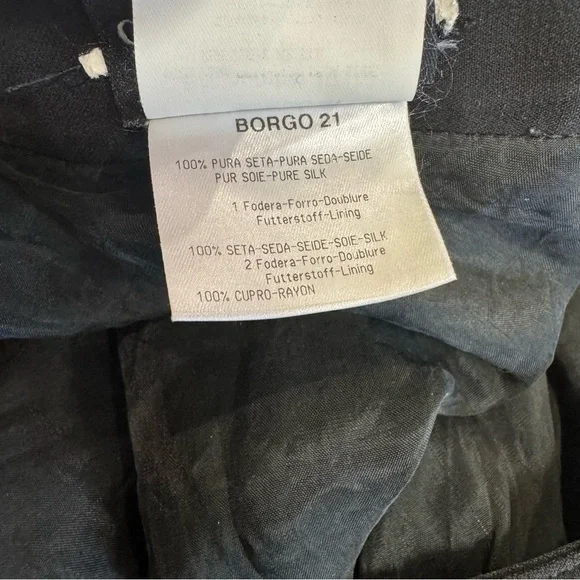 BORGO 21
100% PURA SETA-PURA SEDA-SEIDE
PUR SOIE-PURE SILK
1 Fodera-Forro-Doublure
Futterstoff-Lining
100% SETA-SEDA-SEIDE-SOIE-SILK
2 Fodera-Forro-Doublure
Futterstoff-Lining
100% CUPRO-RAYON